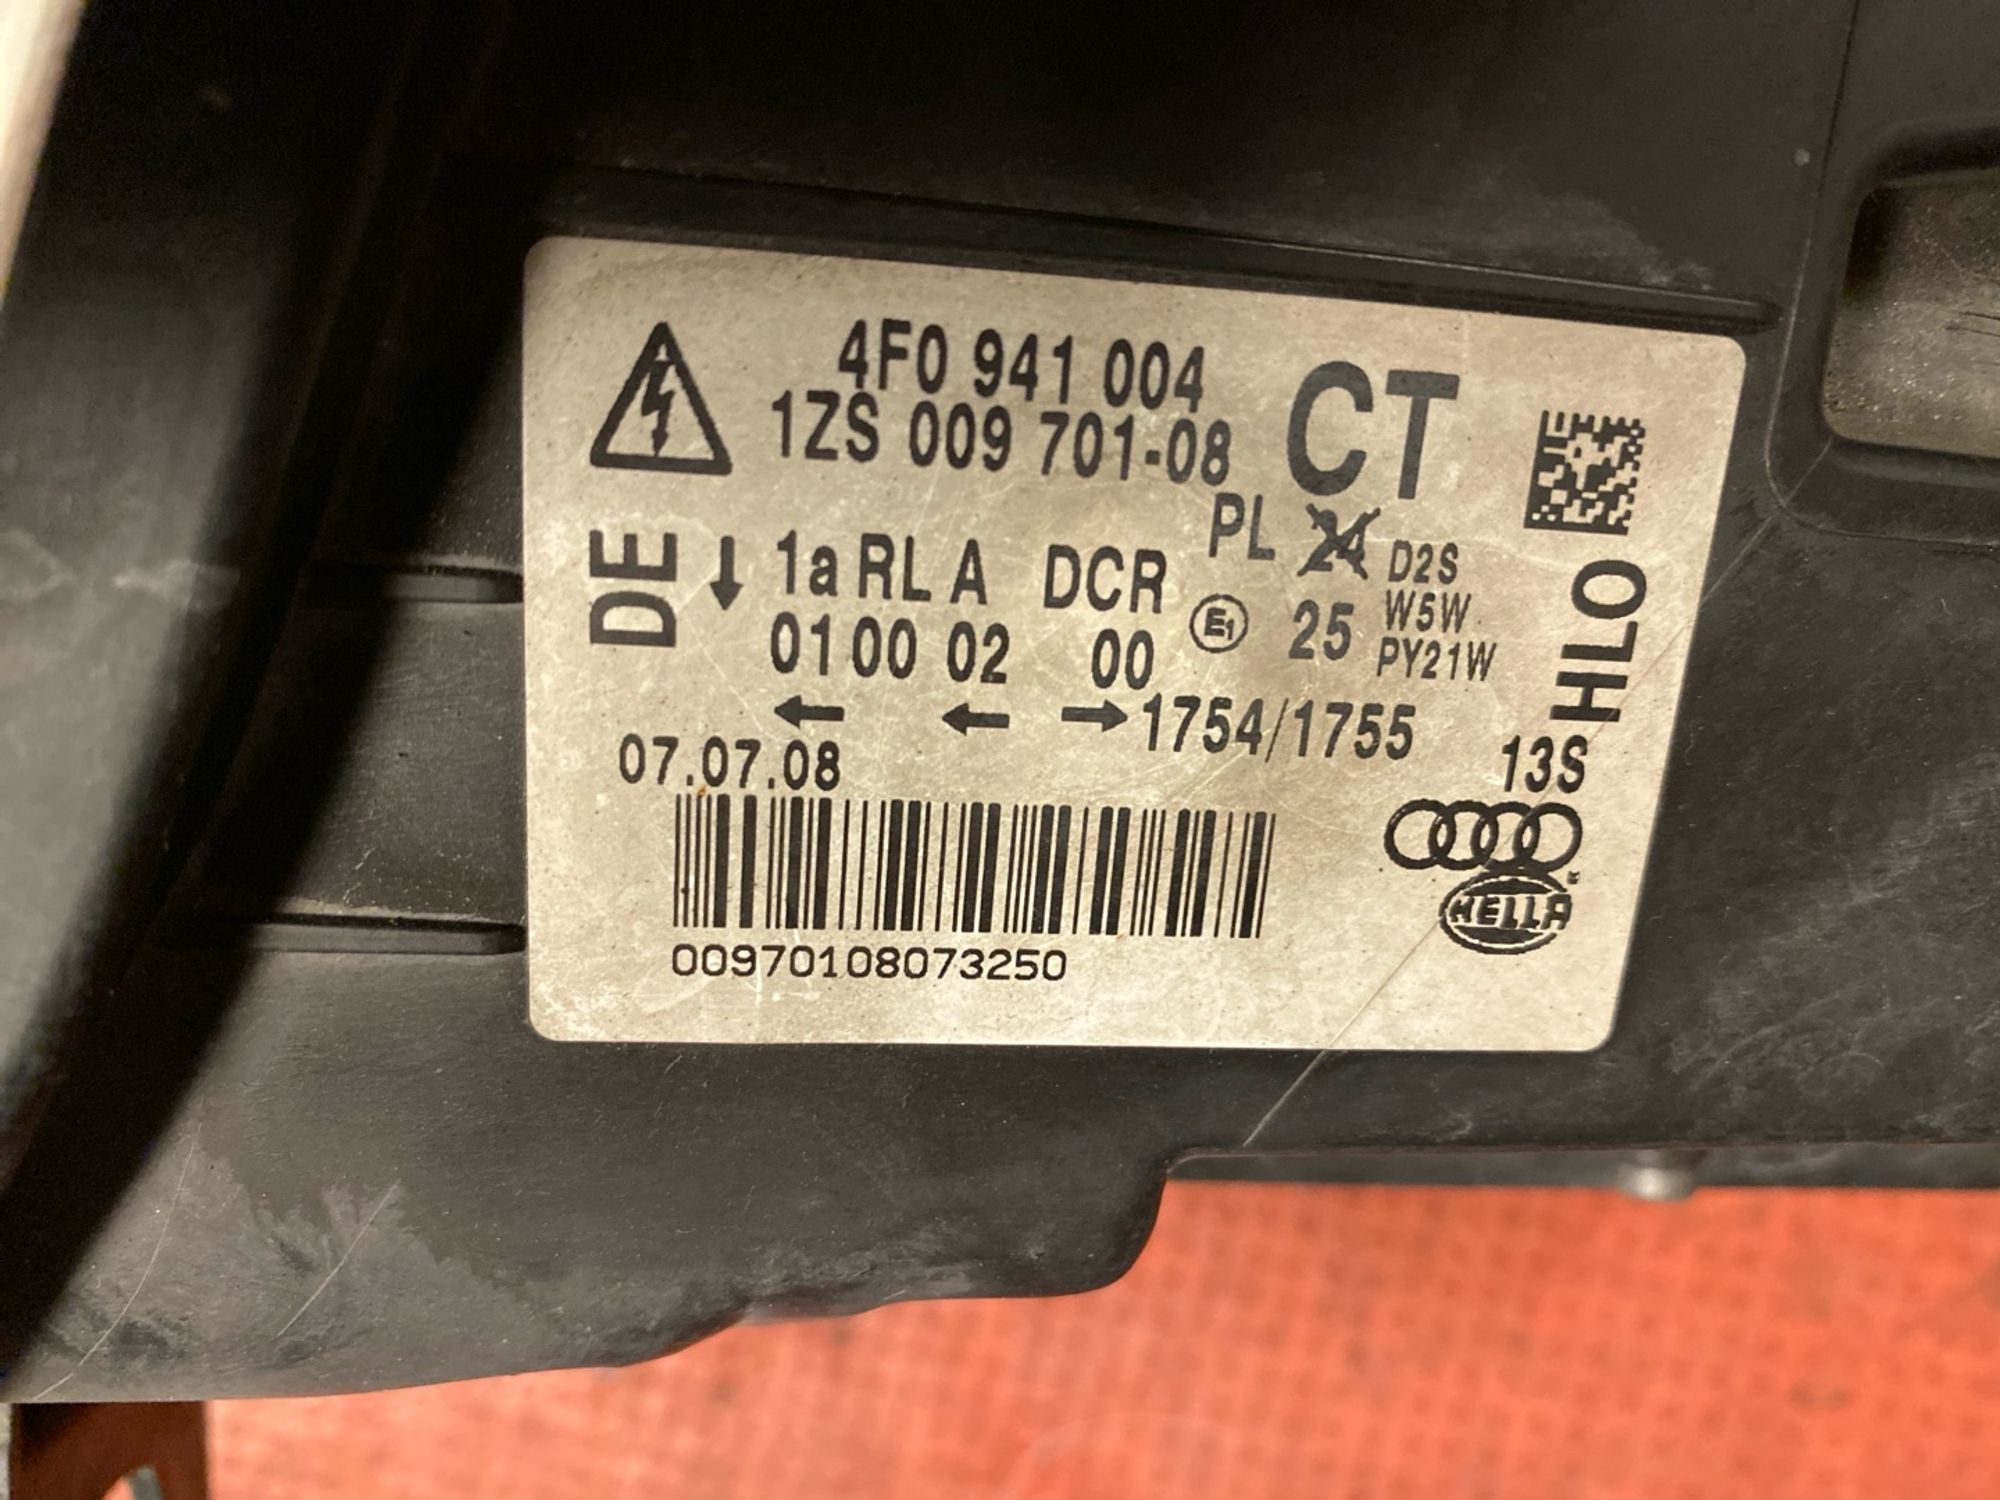 4F0 941 004
1ZS 009 701-08
CT
DE
1a RL A DCR
PL 24 D2S
01 00 02 00
E1
25
W5W
PY21W
HLO
1754/1755
07.07.08
13S
HELLA
®
00970108073250